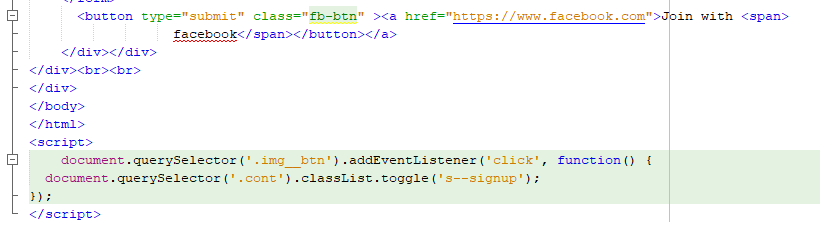 </form>
<button type="submit" class="fb-btn" ><a href="https://www.facebook.com">Join with <span>
facebook</span></button></a>
</div></div>
</div><br><br>
</div>
</body>
</html>
<script>
document.querySelector('.img__btn').addEventListener('click', function() {
document.querySelector('.cont').classList.toggle('s--signup');
});
</script>